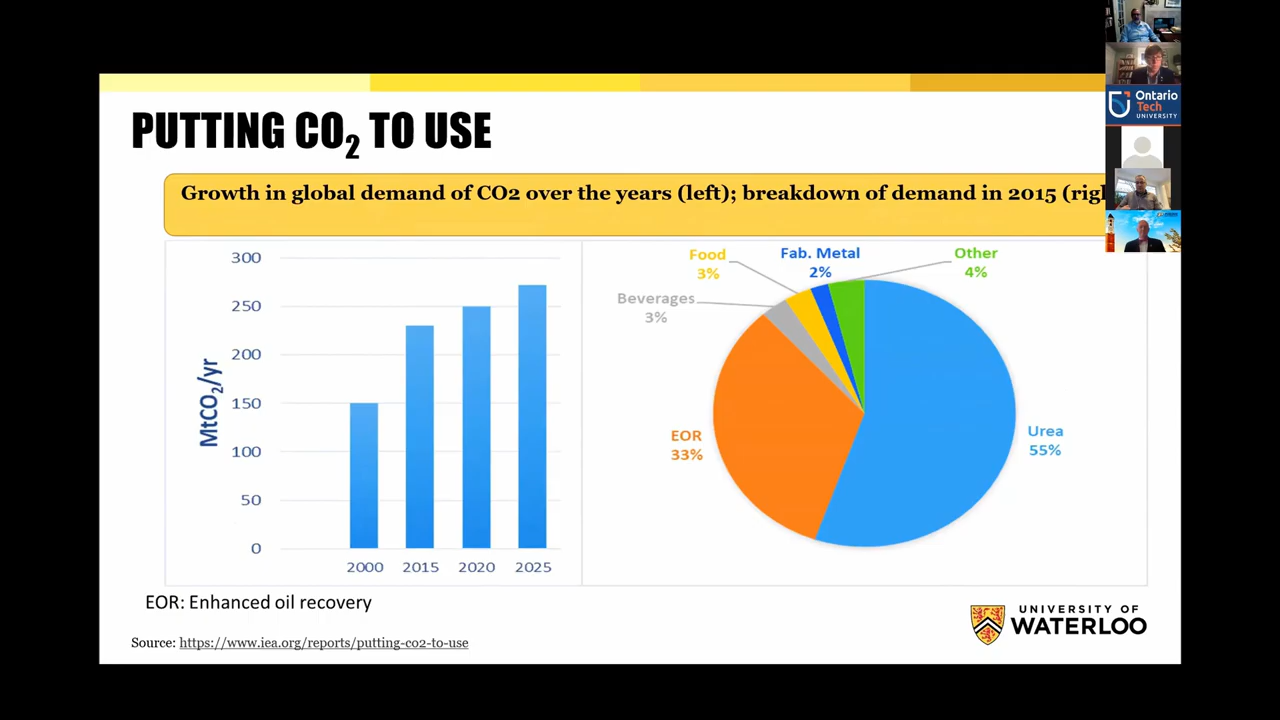 PUTTING CO₂ TO USE
Growth in global demand of CO2 over the years (left); breakdown of demand in 2015 (righ
Ontario
Tech
UNIVERSITY
300
250
200
150
100
50
0
MtCO₂/yr
2000 2015 2020 2025
Food
3%
Fab. Metal
2%
Other
4%
Beverages
3%
EOR
33%
Urea
55%
EOR: Enhanced oil recovery
Source: https://www.iea.org/reports/putting-co2-to-use
UNIVERSITY OF
WATERLOO